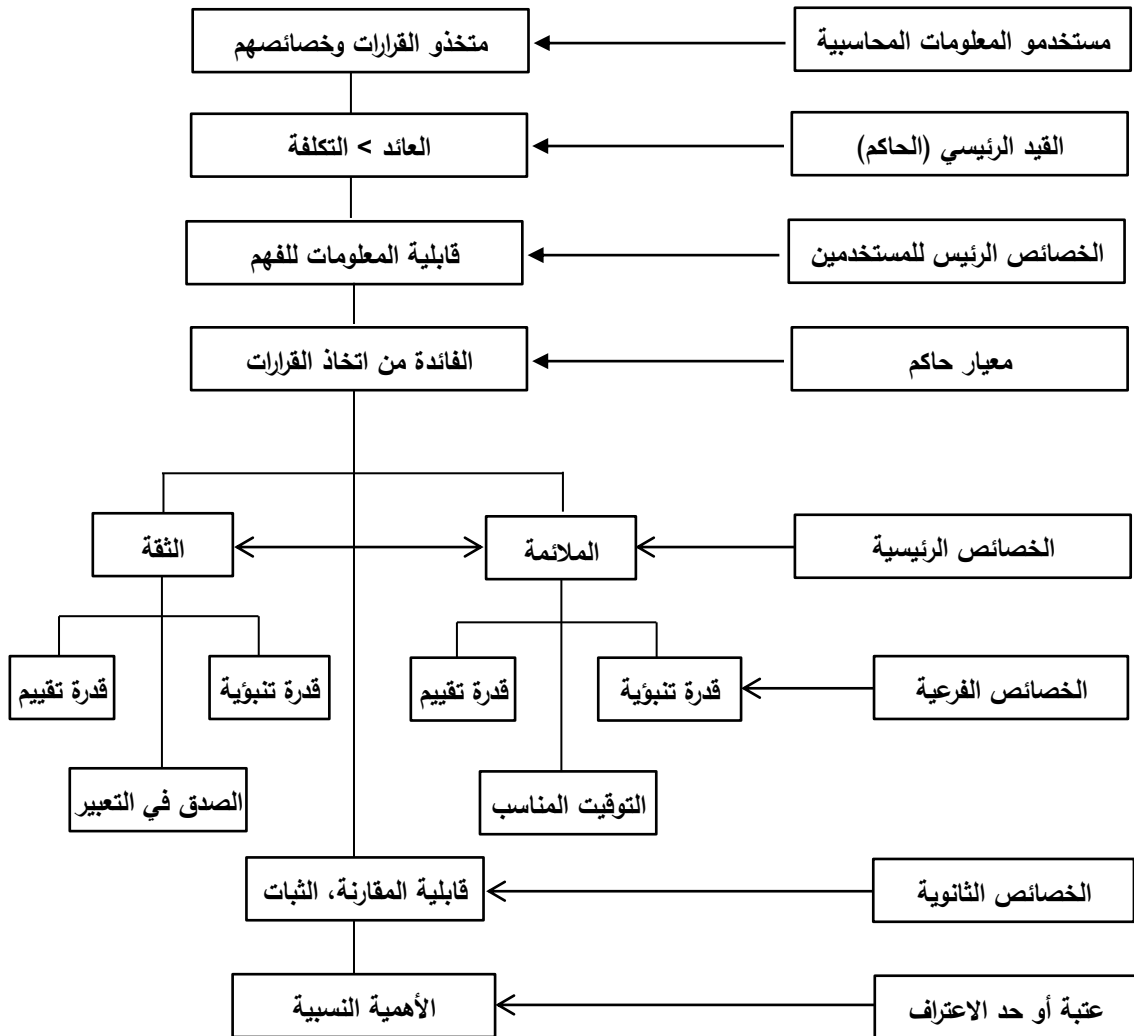 مستخدمو المعلومات المحاسبية
متخذو القرارات وخصائصهم
القيد الرئيسي (الحاكم)
العائد > التكلفة
الخصائص الرئيس للمستخدمين
قابلية المعلومات للفهم
معيار حاكم
الفائدة من اتخاذ القرارات
الخصائص الرئيسية
الملائمة
الثقة
الخصائص الفرعية
قدرة تنبؤية
قدرة تقييم
قدرة تنبؤية
قدرة تقييم
التوقيت المناسب
الصدق في التعبير
الخصائص الثانوية
قابلية المقارنة، الثبات
عتبة أو حد الاعتراف
الأهمية النسبية